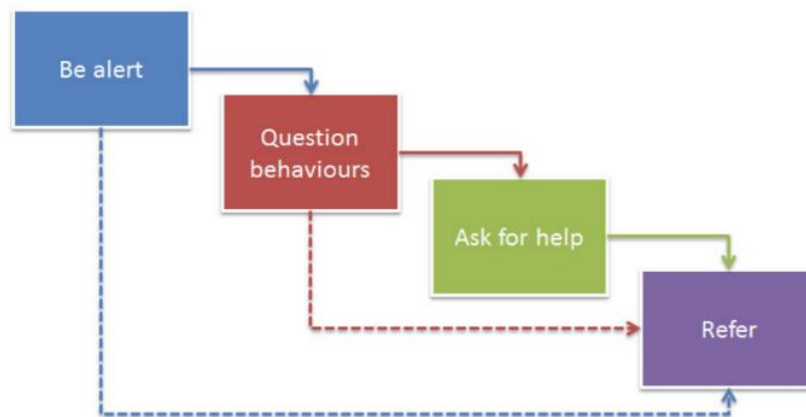 Be alert
Question
behaviours
Ask for help
Refer